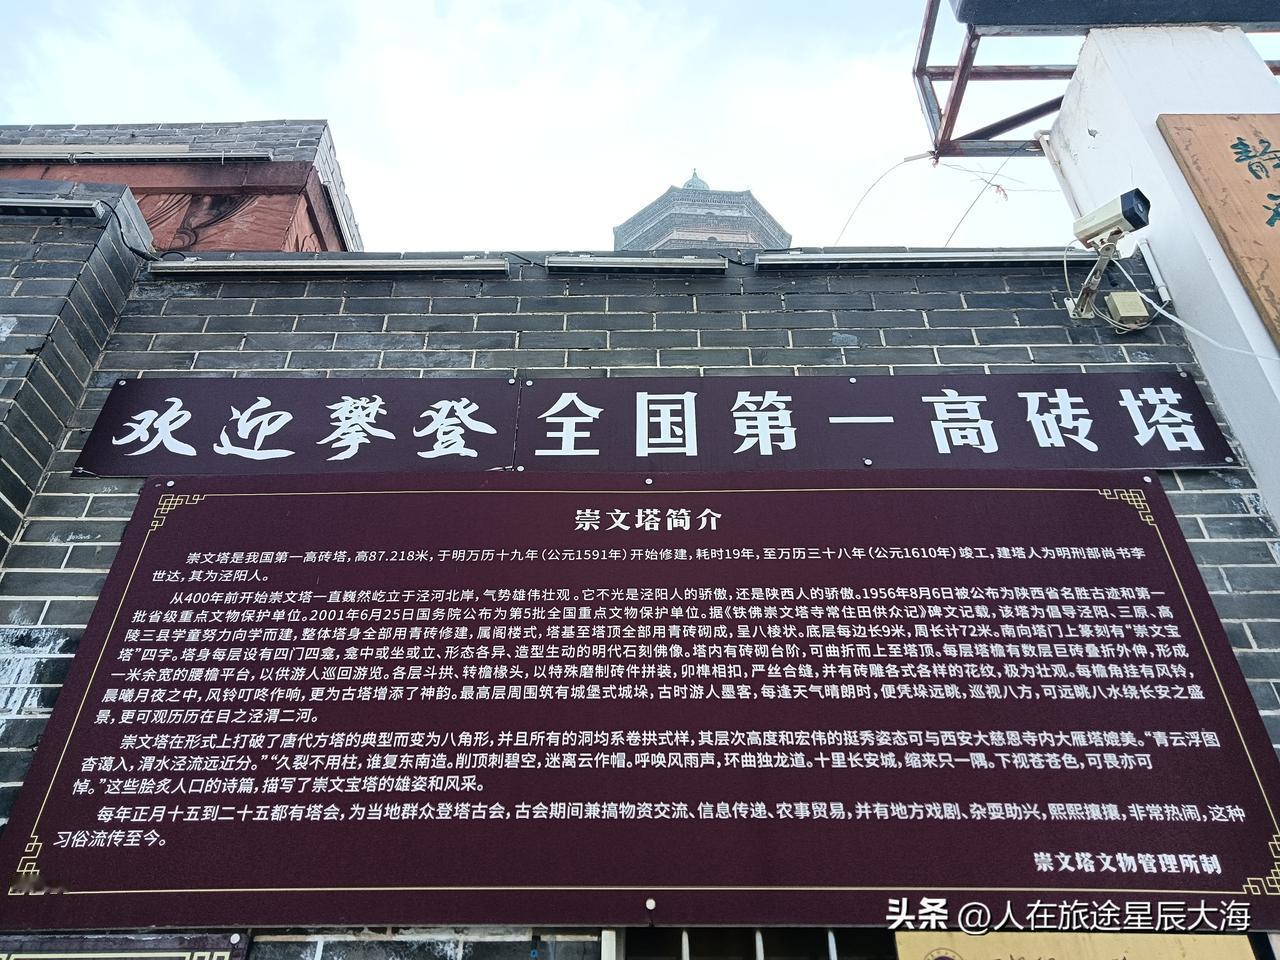 欢迎攀登全国第一高砖塔
崇文塔简介
崇文塔是我国第一高砖塔，高87.218米，于明万历十九年（公元1591年）开始修建，耗时19年，至万历三十八年（公元1610年）竣工，建塔人为明刑部尚书李
世达，其为泾阳人。
从400年前开始崇文塔一直巍然屹立于泾河北岸，气势雄伟壮观。它不光是泾阳人的骄傲，还是陕西人的骄傲。1956年8月6日被公布为陕西省名胜古迹和第一
批省级重点文物保护单位。2001年6月25日国务院公布为第5批全国重点文物保护单位。据《铁佛崇文塔寺常住田供众记》碑文记载，该塔为倡导泾阳、三原、高
陵三县学童努力向学而建，整体塔身全部用青砖修建，属阁楼式，塔基至塔顶全部用青砖砌成，呈八棱状。底层每边长9米，周长计72米。南向塔门上篆刻有“崇文宝
塔”四字。塔身每层设有四门四龛，龛中或坐或立、形态各异、造型生动的明代石刻佛像。塔内有砖砌台阶，可曲折而上至塔顶。每层塔檐有数层巨砖叠折外伸，形成
一米余宽的腰檐平台，以供游人巡回游览。各层斗拱、转檐椽头，以特殊磨制砖件拼装，卯榫相扣，严丝合缝，并有砖雕各式各样的花纹，极为壮观。每檐角挂有风铃，
晨曦月夜之中，风铃叮咚作响，更为古塔增添了神韵。最高层周围筑有城堡式城垛，古时游人墨客，每逢天气晴朗时，便凭垛远眺，巡视八方，可远眺八水绕长安之盛
景，更可观历历在目之泾渭二河。
崇文塔在形式上打破了唐代方塔的典型而变为八角形，并且所有的洞均系卷拱式样，其层次高度和宏伟的挺秀姿态可与西安大慈恩寺内大雁塔媲美。“青云浮图
杳蔼入，渭水泾流远近分。”“久裂不用柱，谁复东南造。削顶刺碧空，迷离云作帽。呼唤风雨声，环曲独龙道。十里长安城，缩来只一隅。下视苍苍色，可畏亦可
悼。”这些脍炙人口的诗篇，描写了崇文宝塔的雄姿和风采。
每年正月十五到二十五都有塔会，为当地群众登塔古会，古会期间兼搞物资交流、信息传递、农事贸易，并有地方戏剧、杂耍助兴，熙熙攘攘，非常热闹，这种
习俗流传至今。
崇文塔文物管理所制
静
头条 @人在旅途星辰大海